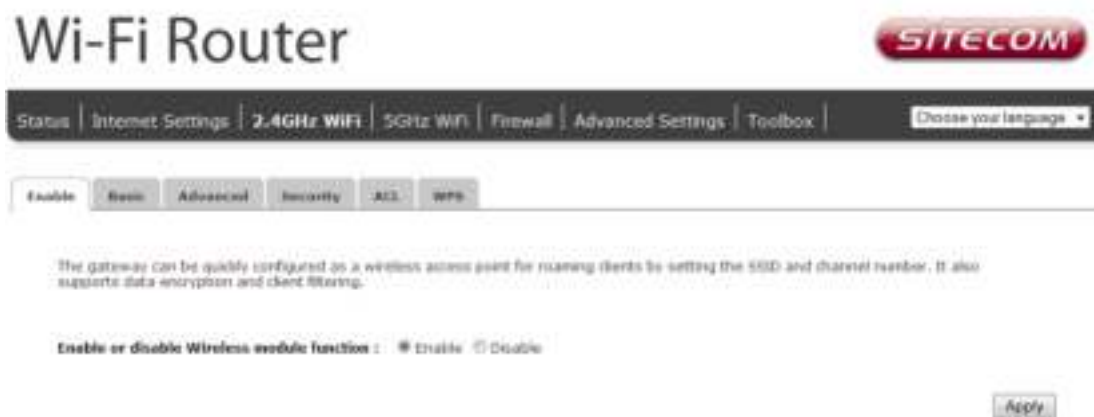 Wi-Fi Router
SITECOM
Status | Internet Settings | 2.4GHz WiFi | 5GHz WiFi | Firewall | Advanced Settings | Toolbox |
Choose your language
Enable Basic Advanced Security ACL WPS
The gateway can be quickly configured as a wireless access point for roaming clients by setting the SSID and channel number. It also
supports data encryption and client filtering.
Enable or disable Wireless module function : Enable Disable
Apply